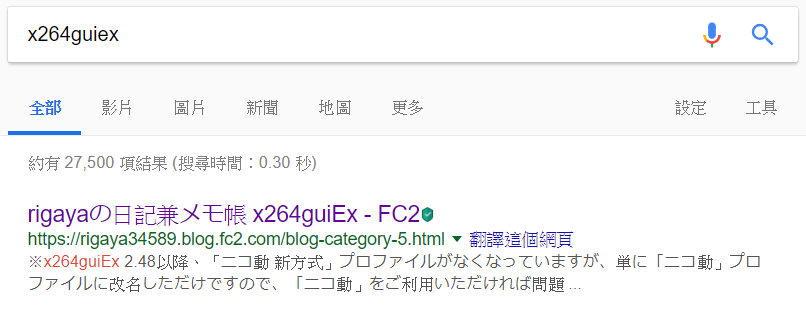 x264guiex
全部 影片 圖片 新聞 地圖 更多 設定 工具
約有 27,500 項結果 (搜尋時間:0.30 秒)
rigayaの日記兼メモ帳 x264guiEx - FC2
https://rigaya34589.blog.fc2.com/blog-category-5.html 翻譯這個網頁
※x264guiEx 2.48以降、「ニコ動 新方式」プロファイルがなくなっていますが、単に「ニコ動」プロ
ファイルに改名しただけですので、「ニコ動」をご利用いただければ問題 ...